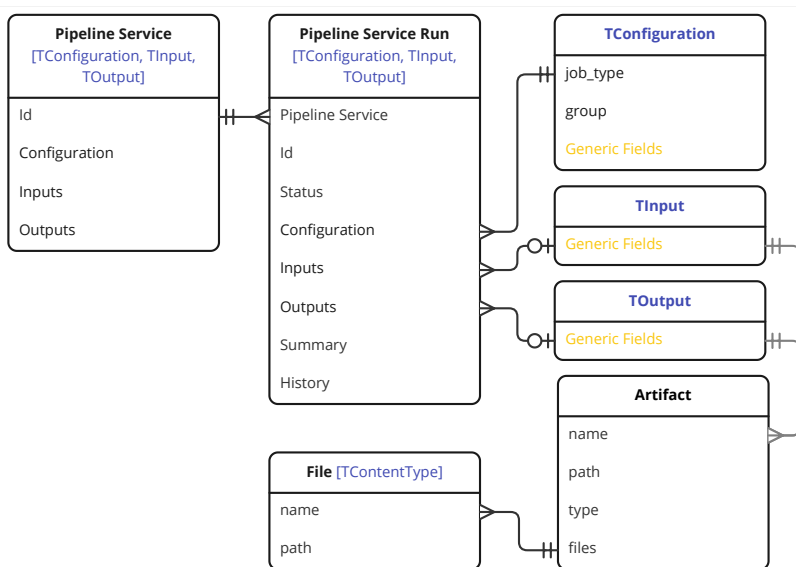 Pipeline Service
[TConfiguration, TInput,
TOutput]
Id
Configuration
Inputs
Outputs
Pipeline Service Run
[TConfiguration, TInput,
TOutput]
Pipeline Service
Id
Status
Configuration
Inputs
Outputs
Summary
History
TConfiguration
job_type
group
Generic Fields
TInput
Generic Fields
TOutput
Generic Fields
Artifact
name
path
type
files
File [TContentType]
name
path